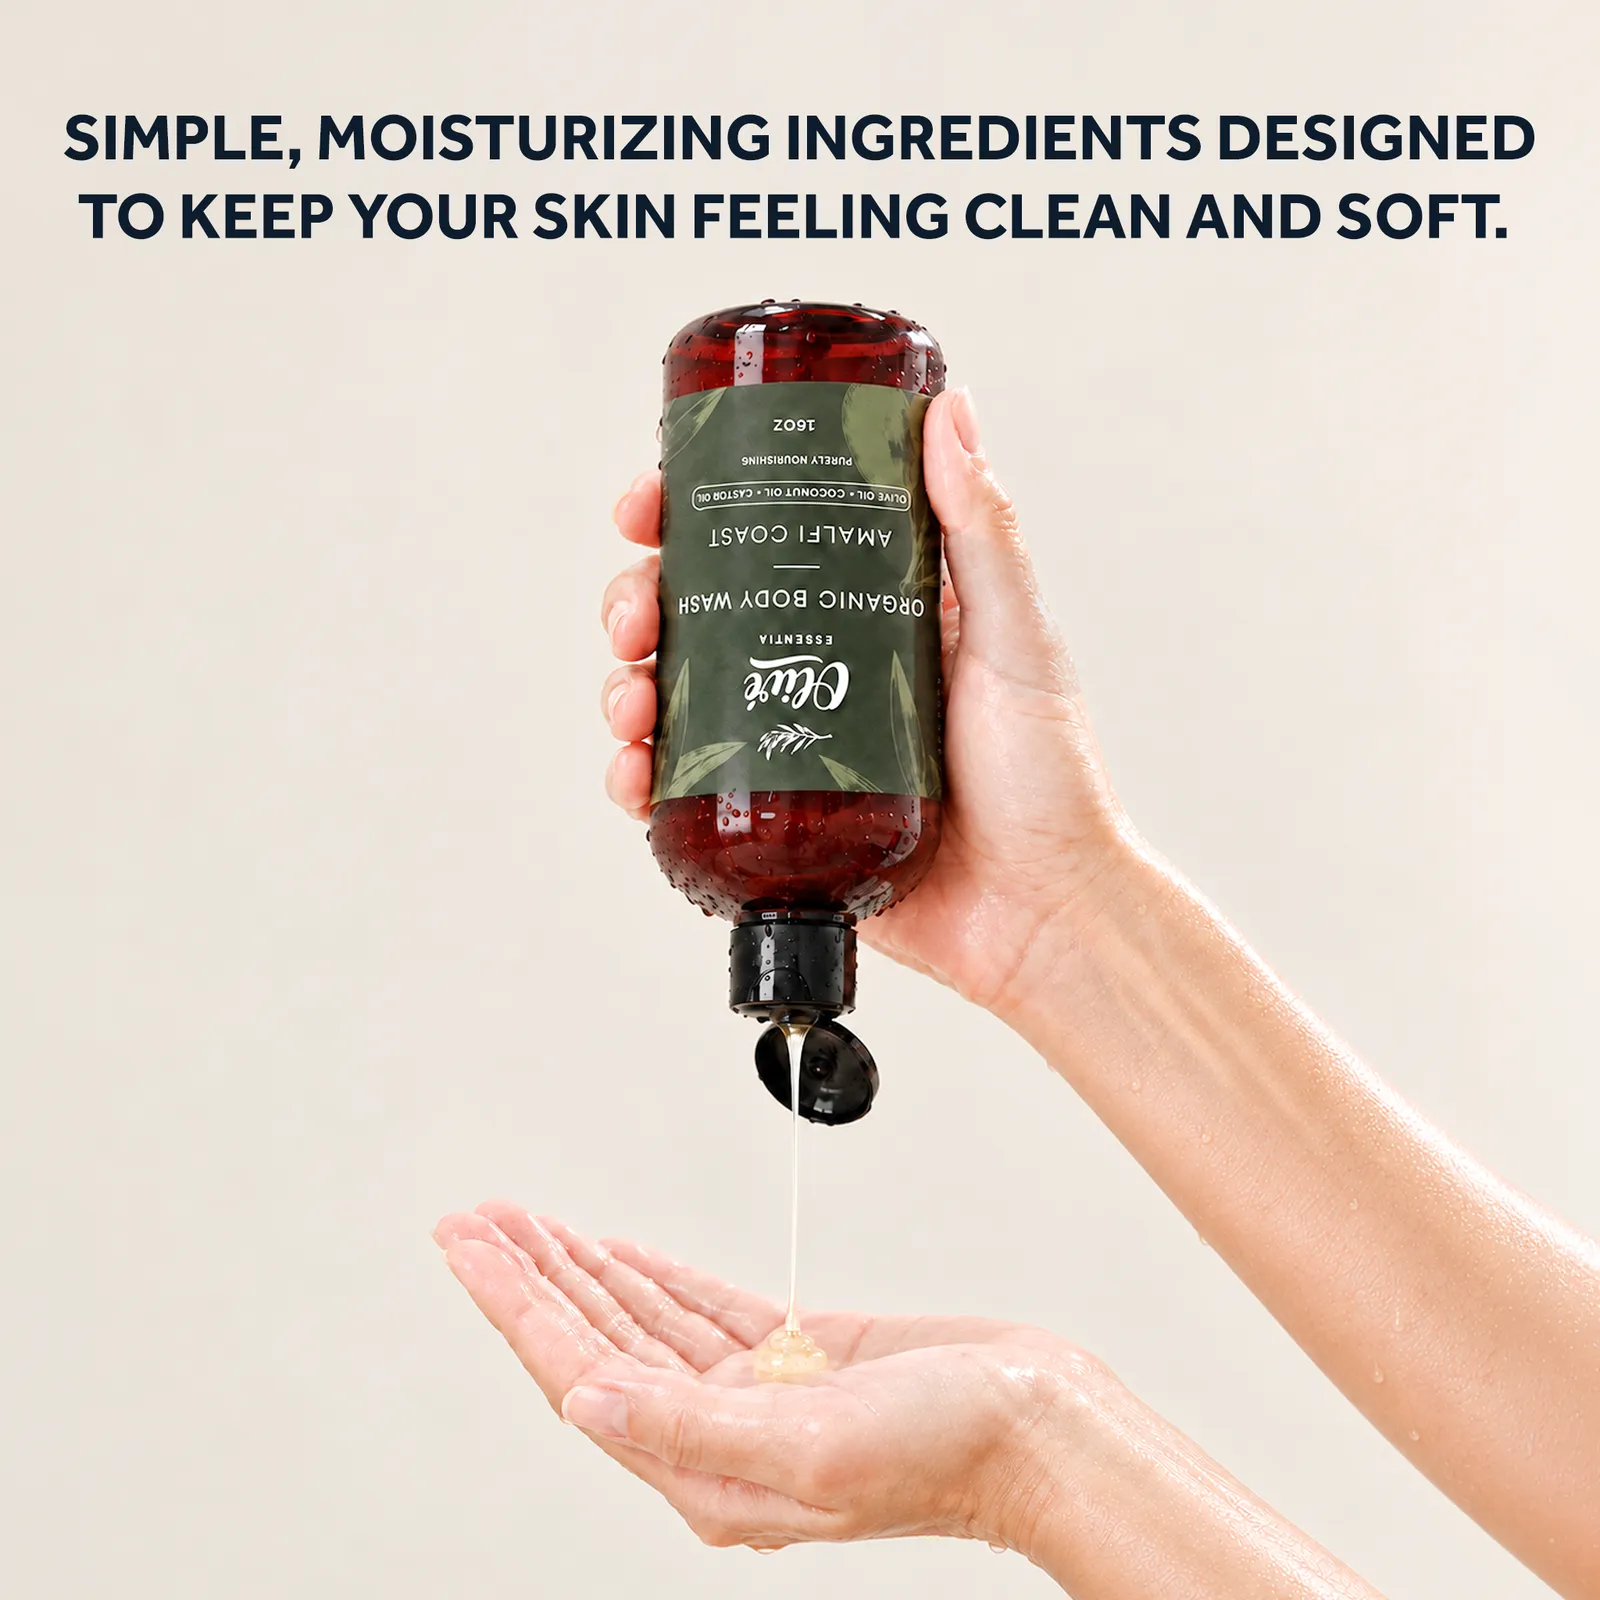 SIMPLE, MOISTURIZING INGREDIENTS DESIGNED
TO KEEP YOUR SKIN FEELING CLEAN AND SOFT.
Olivé
ESSENTIA
ORGANIC BODY WASH
AMALFI COAST
OLIVE OIL • COCONUT OIL • CASTOR OIL
PURELY NOURISHING
16OZ